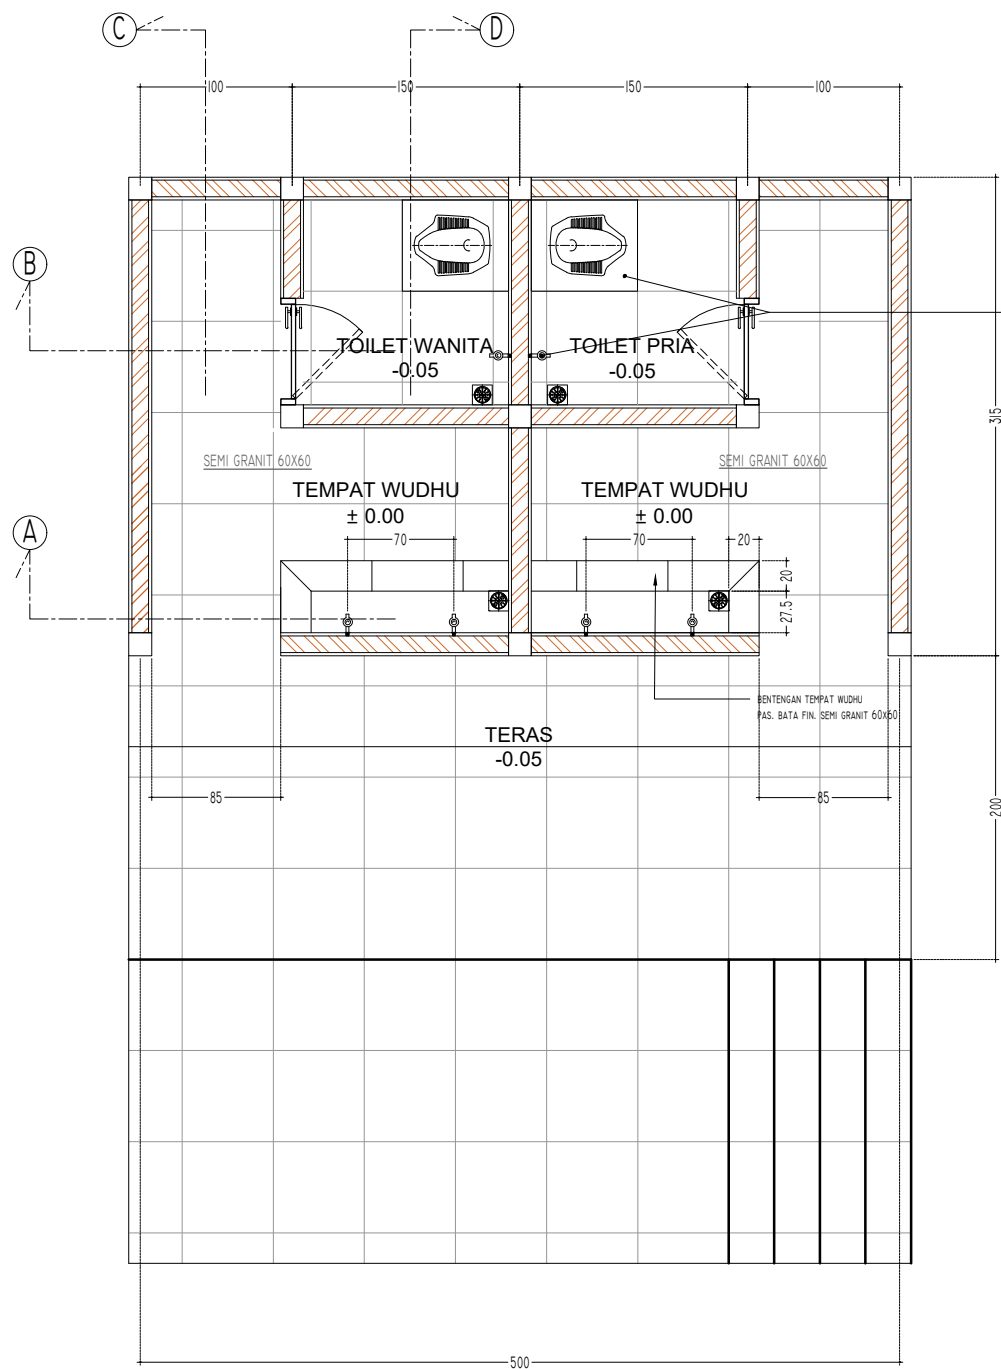 C
D
100
150
150
100
B
TOILET WANITA
-0.05
TOILET PRIA
-0.05
315
SEMI GRANIT 60X60
SEMI GRANIT 60X60
TEMPAT WUDHU
± 0.00
TEMPAT WUDHU
± 0.00
A
70
70
20
20
27.5
BENTENGAN TEMPAT WUDHU
PAS. BATA FIN. SEMI GRANIT 60X60
TERAS
-0.05
85
85
200
500